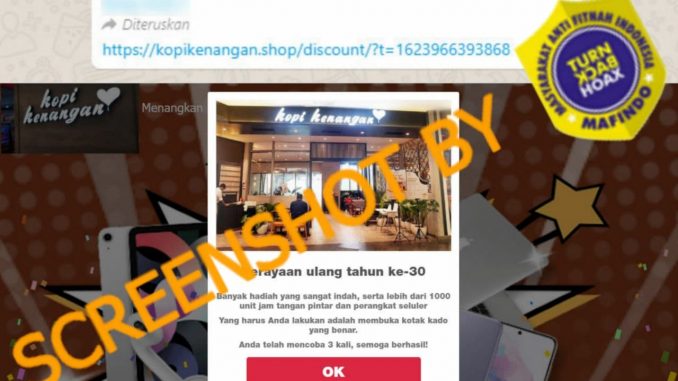 Diteruskan
https://kopikenangan.shop/discount/?t=1623966393868
MASYARAKAT ANTI FITNAH INDONESIA
TURN
BACK
HOAX
MAFINDO
kopi
kenangan
Menangkan
kopi kenangan
SCREENSHOT BY
erayaan ulang tahun ke-30
Banyak hadiah yang sangat indah, serta lebih dari 1000
unit jam tangan pintar dan perangkat seluler
Yang harus Anda lakukan adalah membuka kotak kado
yang benar.
Anda telah mencoba 3 kali, semoga berhasil!
OK